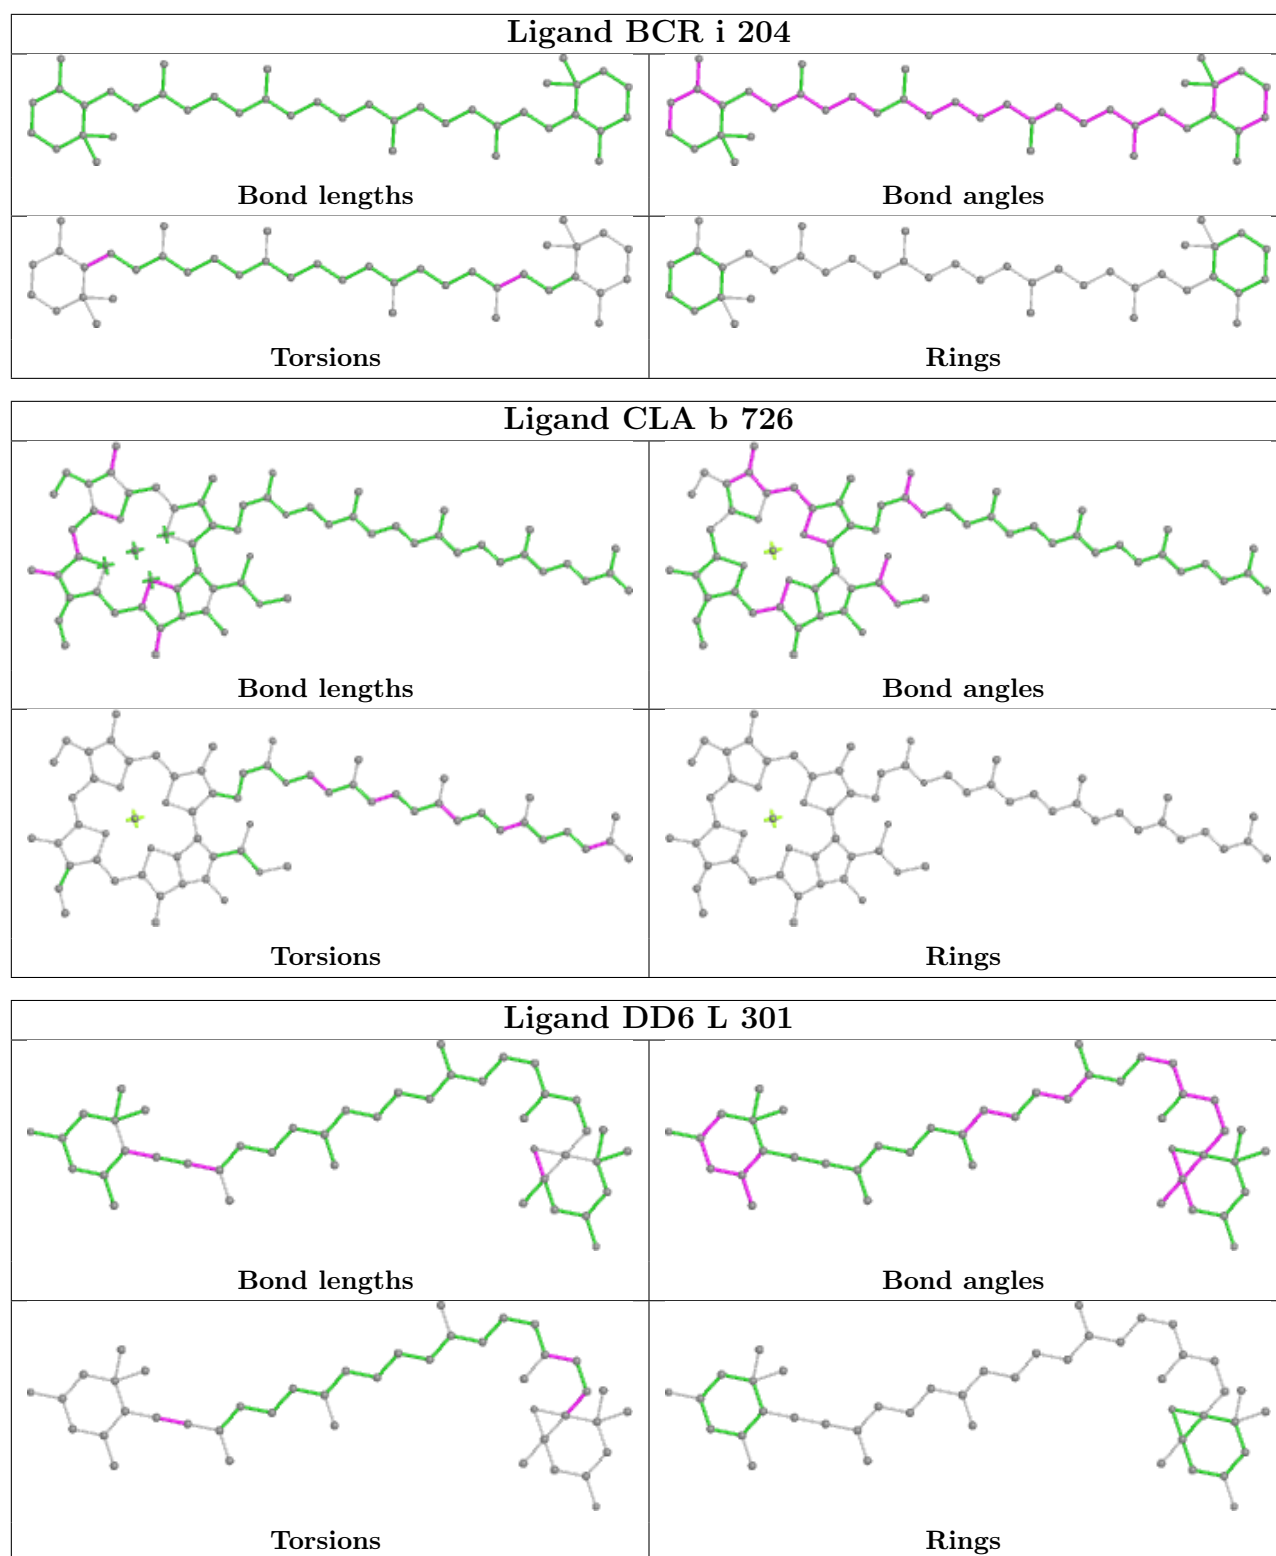 Ligand BCR i 204
Bond lengths
Bond angles
Torsions
Rings
Ligand CLA b 726
Bond lengths
Bond angles
Torsions
Rings
Ligand DD6 L 301
Bond lengths
Bond angles
Torsions
Rings